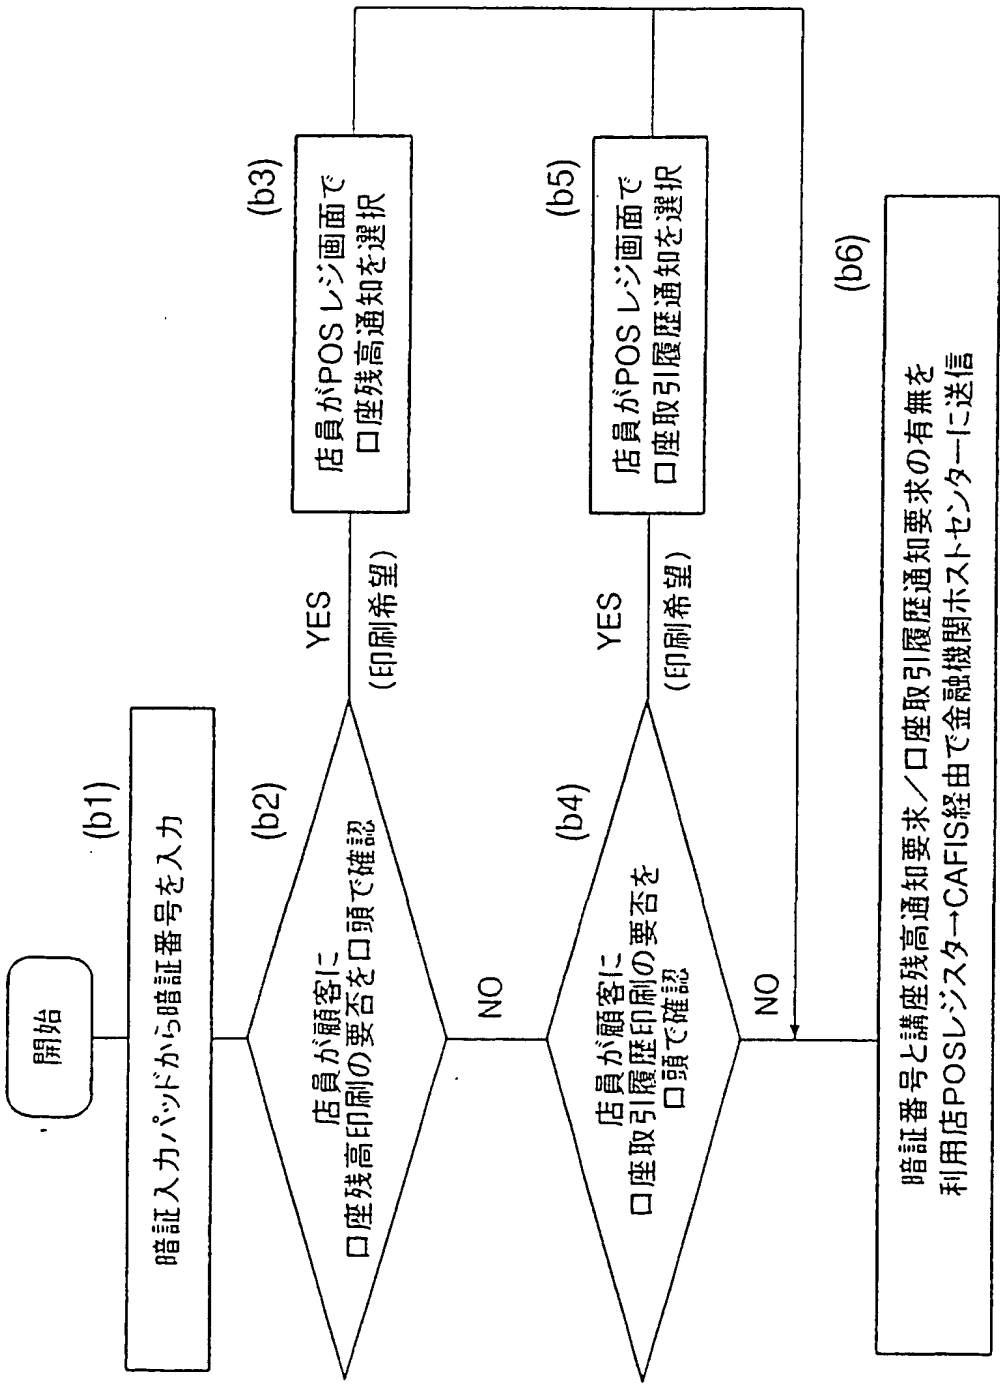 開始
(b1)
暗証入力パッドから暗証番号を入力
(b2)
店員が顧客に
口座残高印刷の要否を口頭で確認
YES
(印刷希望)
(b3)
店員がPOSレジ画面で
口座残高通知を選択
NO
(b4)
店員が顧客に
口座取引履歴印刷の要否を
口頭で確認
YES
(印刷希望)
(b5)
店員がPOSレジ画面で
口座取引履歴通知を選択
NO
(b6)
暗証番号と講座残高通知要求／口座取引履歴通知要求の有無を
利用店POSレジスター→CAFIS経由で金融機関ホストセンターに送信